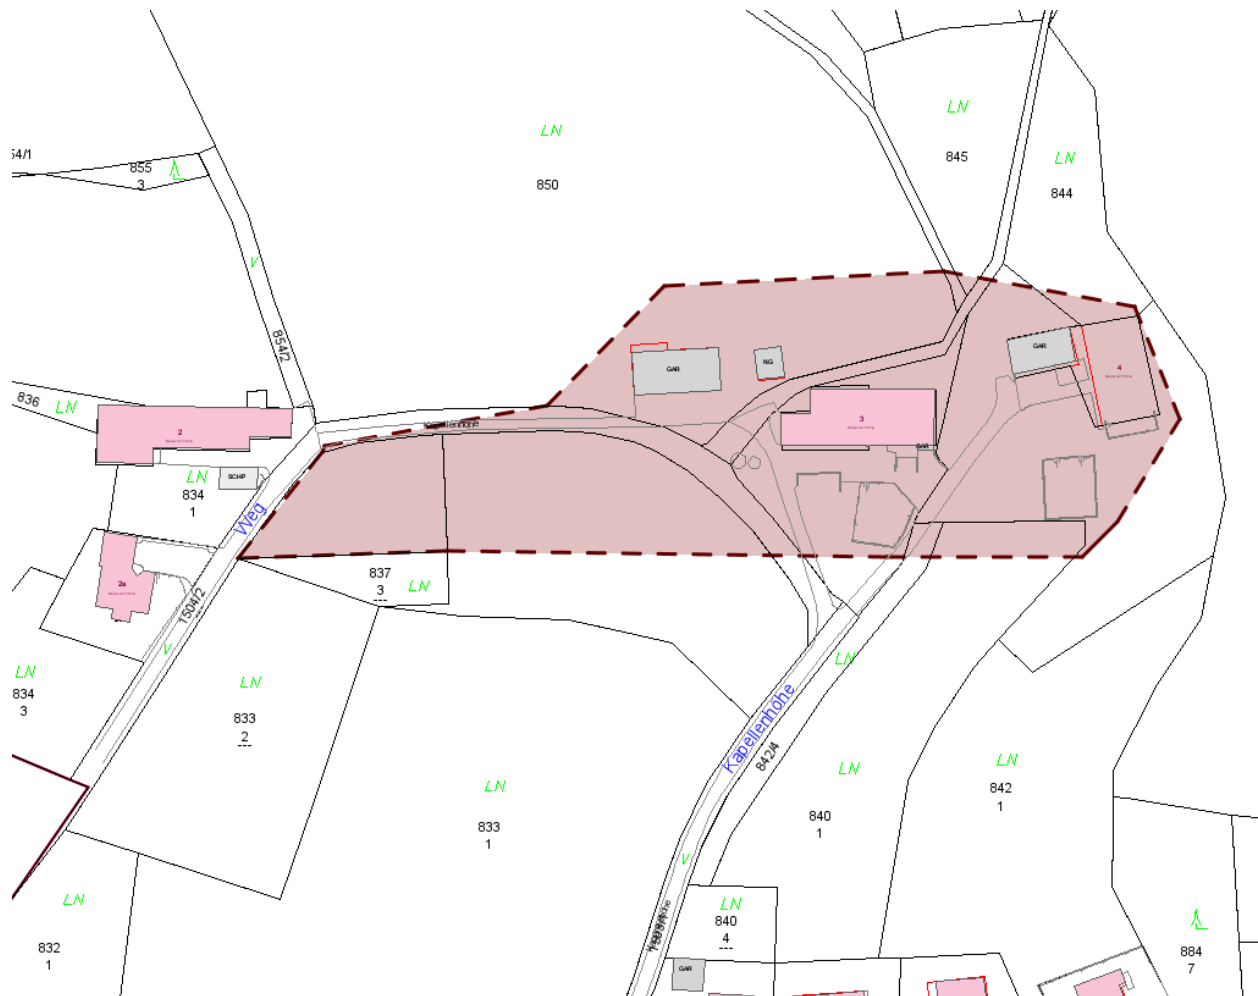 LN
LN
845
LN
844
54/1
855
3
LN
850
V
854/2
836
LN
2
GAR
NG
GAR
4
3
GAR
Kapellenhöhe
LN
834
1
SCHP
Weg
2a
1504/2
V
837
3
LN
LN
834
3
LN
833
2
LN
833
1
LN
Kapellenhöhe
842/4
LN
840
1
LN
842
1
V
LN
832
1
LN
840
4
GAR
884
7